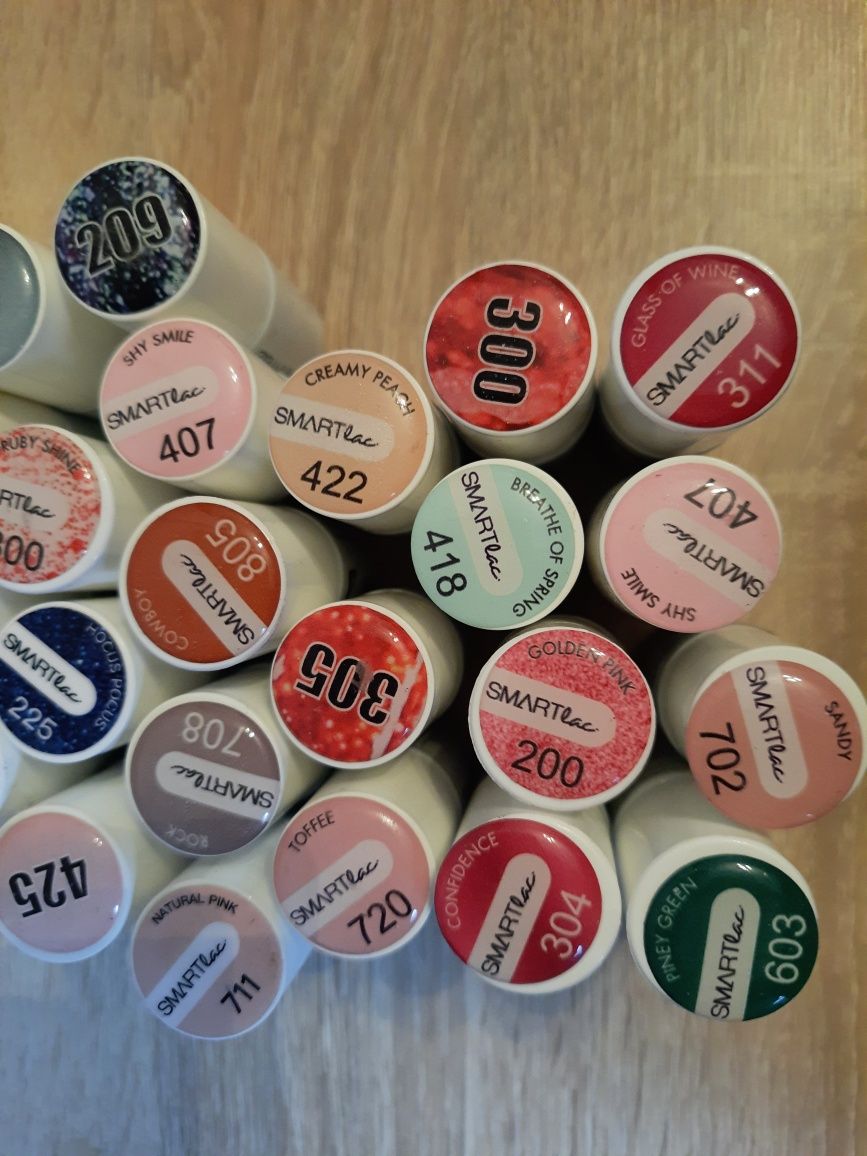 209
SHY SMILE
SMARTlac
407
CREAMY PEACH
SMARTlac
422
300
GLASS OF WINE
SMARTlac
311
RUBY SHINE
RTlac
00
805
SMARTlac
COWBOY
BREATHE OF SPRING
SMARTlac
418
407
SMARTlac
SHY SMILE
HOCUS POCUS
SMARTlac
225
305
GOLDEN PINK
SMARTlac
200
SANDY
SMARTlac
702
708
SMARTlac
ROCK
425
TOFFEE
SMARTlac
720
CONFIDENCE
SMARTlac
304
PINEY GREEN
SMARTlac
603
NATURAL PINK
SMARTlac
711